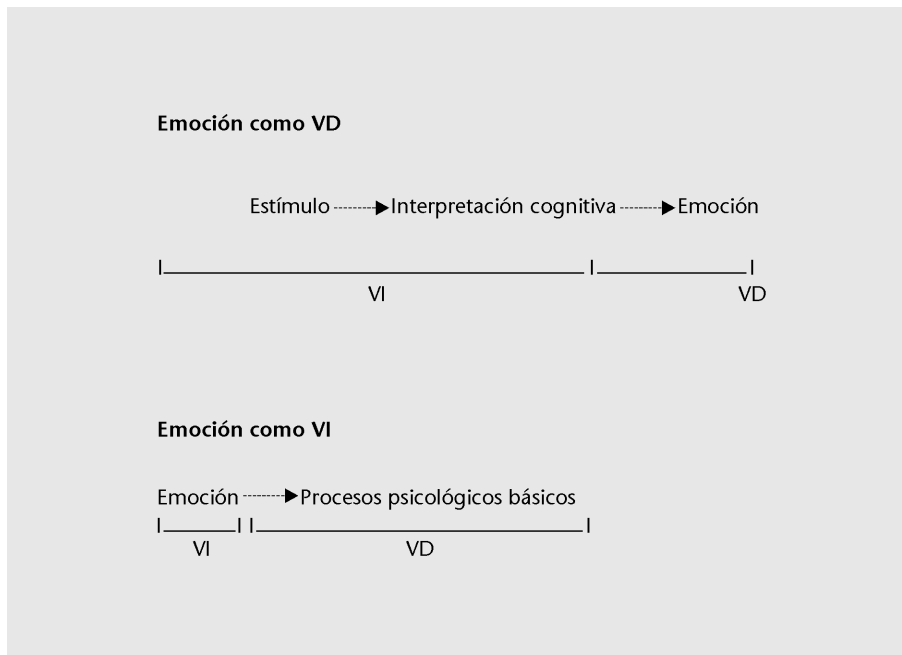 Emoción como VD
Estímulo Interpretación cognitiva Emoción
VI VD
Emoción como VI
Emoción Procesos psicológicos básicos
VI VD